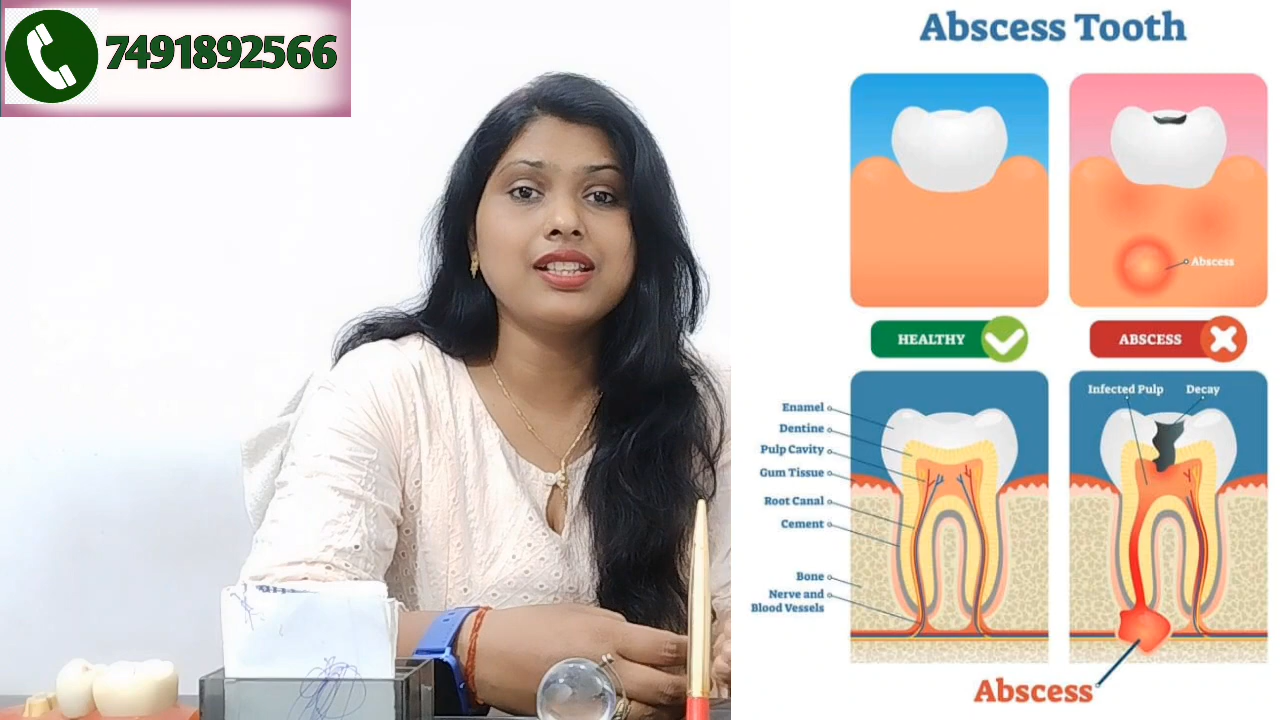 7491892566
Abscess Tooth
Abscess
HEALTHY
ABSCESS
Enamel
Dentine
Pulp Cavity
Gum Tissue
Root Canal
Cement
Bone
Nerve and
Blood Vessels
Infected Pulp
Decay
Abscess